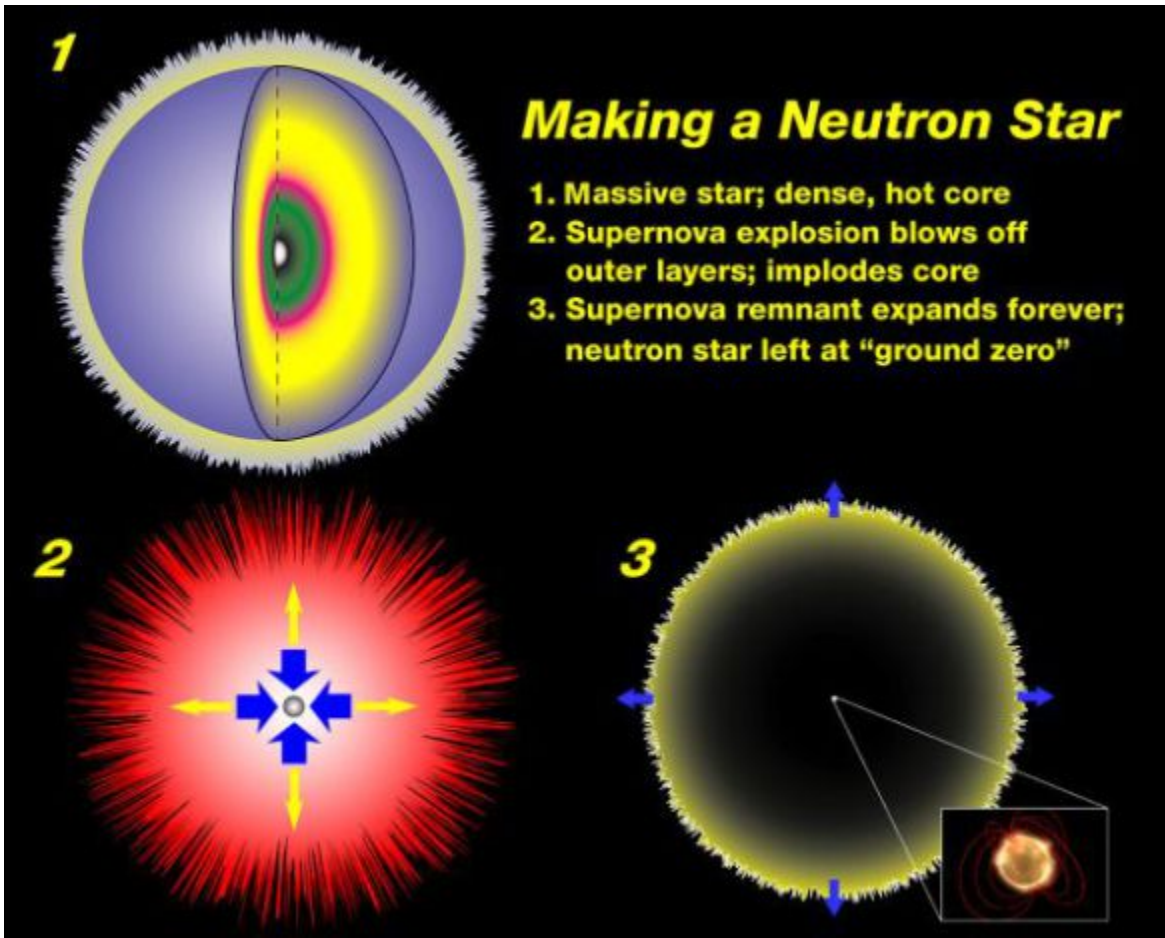 1
Making a Neutron Star
1. Massive star; dense, hot core
2. Supernova explosion blows off
outer layers; implodes core
3. Supernova remnant expands forever;
neutron star left at “ground zero”
2
3